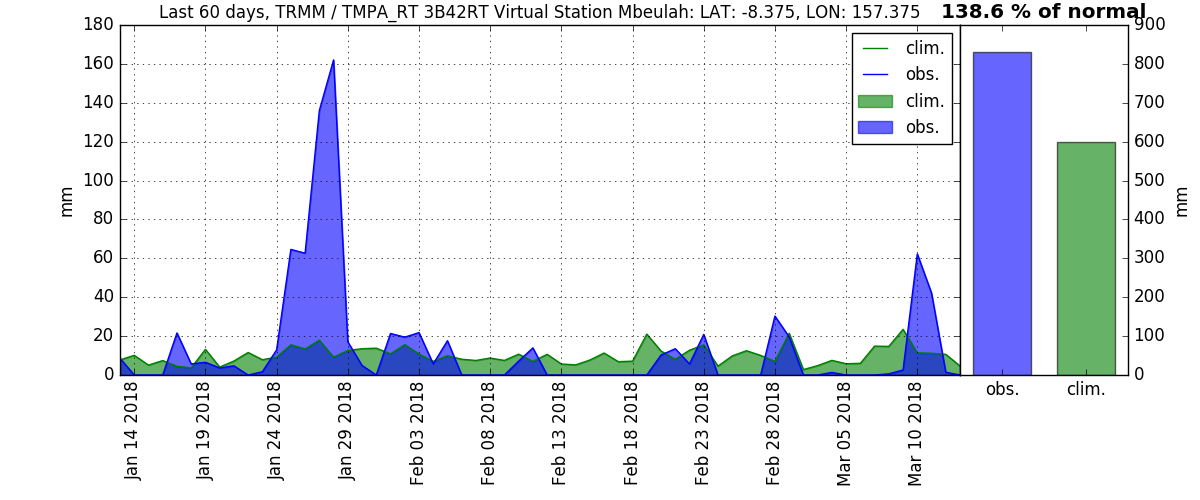 Last 60 days, TRMM / TMPA_RT 3B42RT Virtual Station Mbeulah: LAT: -8.375, LON: 157.375 138.6 % of normal
180
160
140
120
100
80
60
40
20
0
mm
clim.
obs.
clim.
obs.
Jan 14 2018
Jan 19 2018
Jan 24 2018
Jan 29 2018
Feb 03 2018
Feb 08 2018
Feb 13 2018
Feb 18 2018
Feb 23 2018
Feb 28 2018
Mar 05 2018
Mar 10 2018
900
800
700
600
500
400
300
200
100
0
mm
obs. clim.